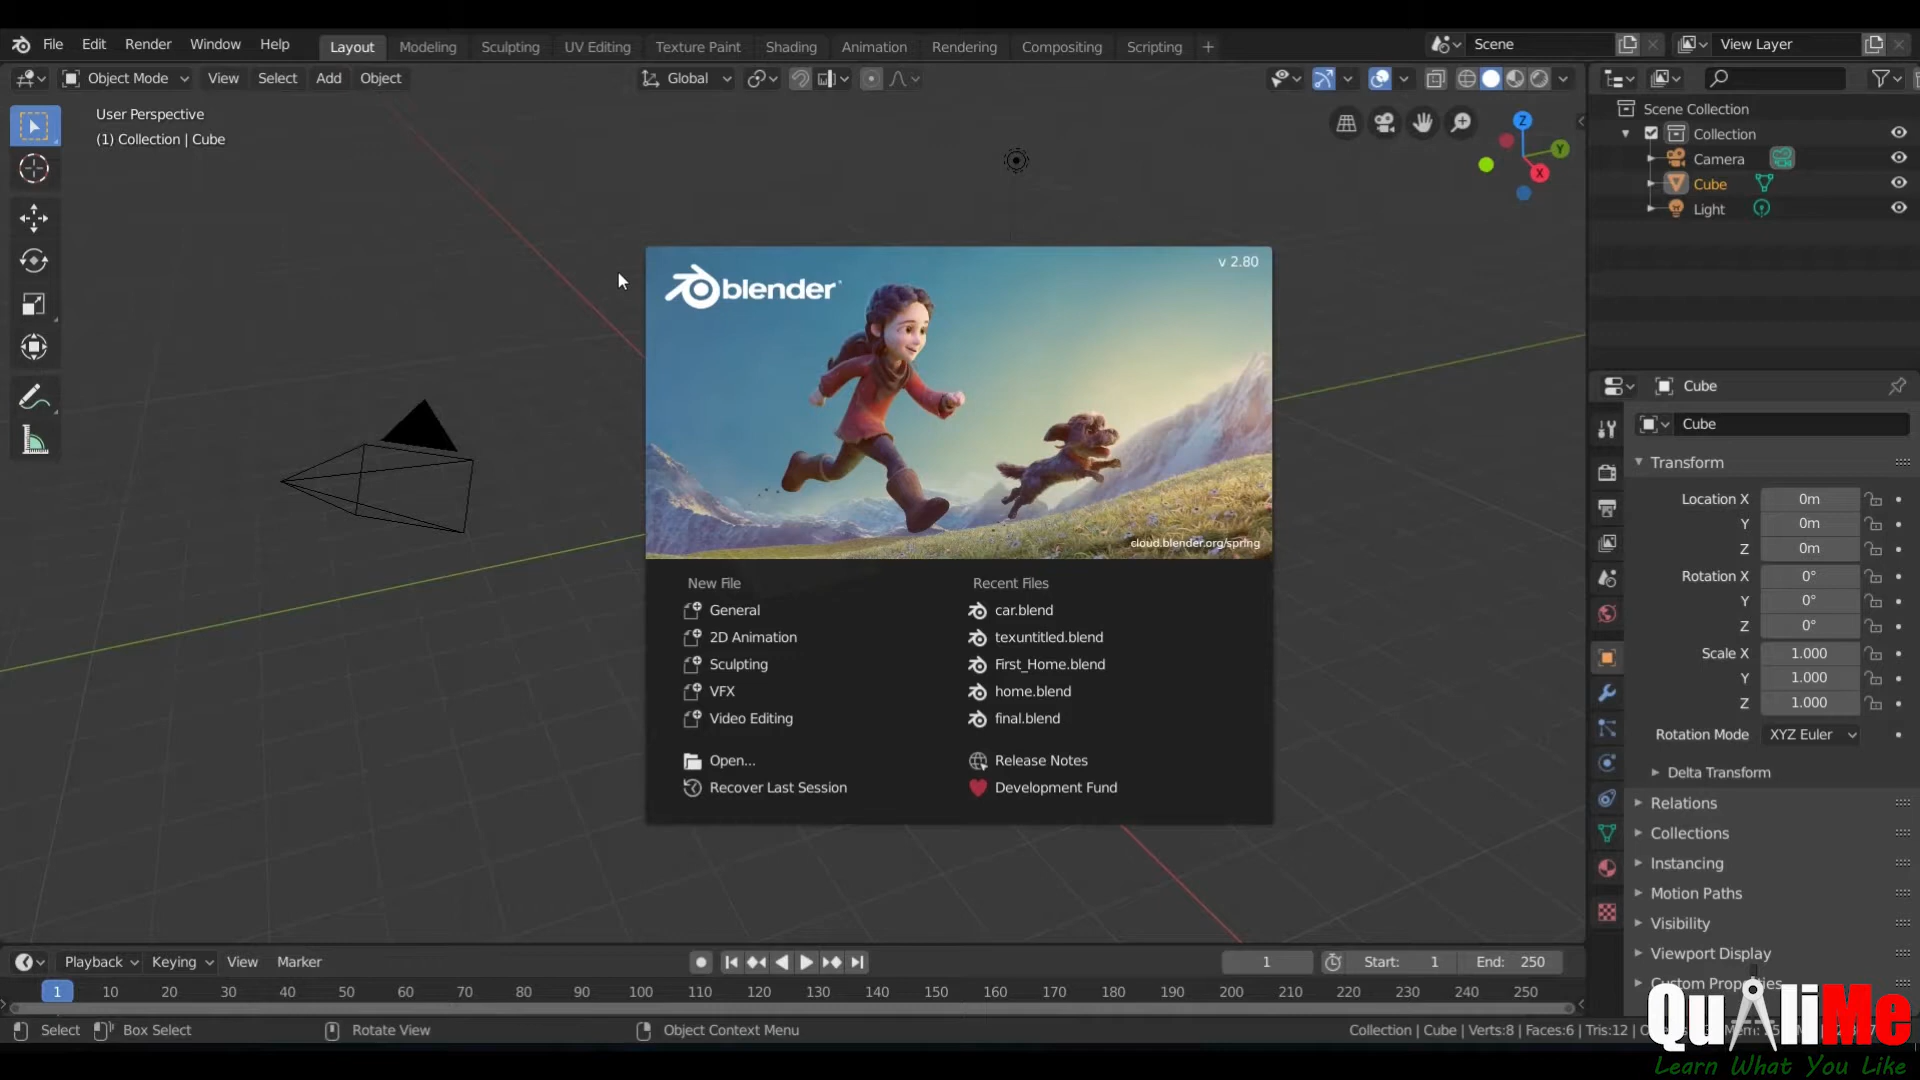 File Edit Render Window Help Layout Modeling Sculpting UV Editing Texture Paint Shading Animation Rendering Compositing Scripting + Scene View Layer
Object Mode View Select Add Object Global
User Perspective
(1) Collection | Cube
Z
Y
X
Scene Collection
Collection
Camera
Cube
Light
blender
v 2.80
cloud.blender.org/spring
New File
General
2D Animation
Sculpting
VFX
Video Editing
Open...
Recover Last Session
Recent Files
car.blend
texuntitled.blend
First_Home.blend
home.blend
final.blend
Release Notes
Development Fund
Cube
Cube
Transform
Location X 0m
Y 0m
Z 0m
Rotation X 0°
Y 0°
Z 0°
Scale X 1.000
Y 1.000
Z 1.000
Rotation Mode XYZ Euler
Delta Transform
Relations
Collections
Instancing
Motion Paths
Visibility
Viewport Display
Custom Properties
Playback Keying View Marker 1 Start: 1 End: 250
1 10 20 30 40 50 60 70 80 90 100 110 120 130 140 150 160 170 180 190 200 210 220 230 240 250
Select Box Select Rotate View Object Context Menu Collection | Cube | Verts:8 | Faces:6 | Tris:12 |
QuAliMe
Learn What You Like